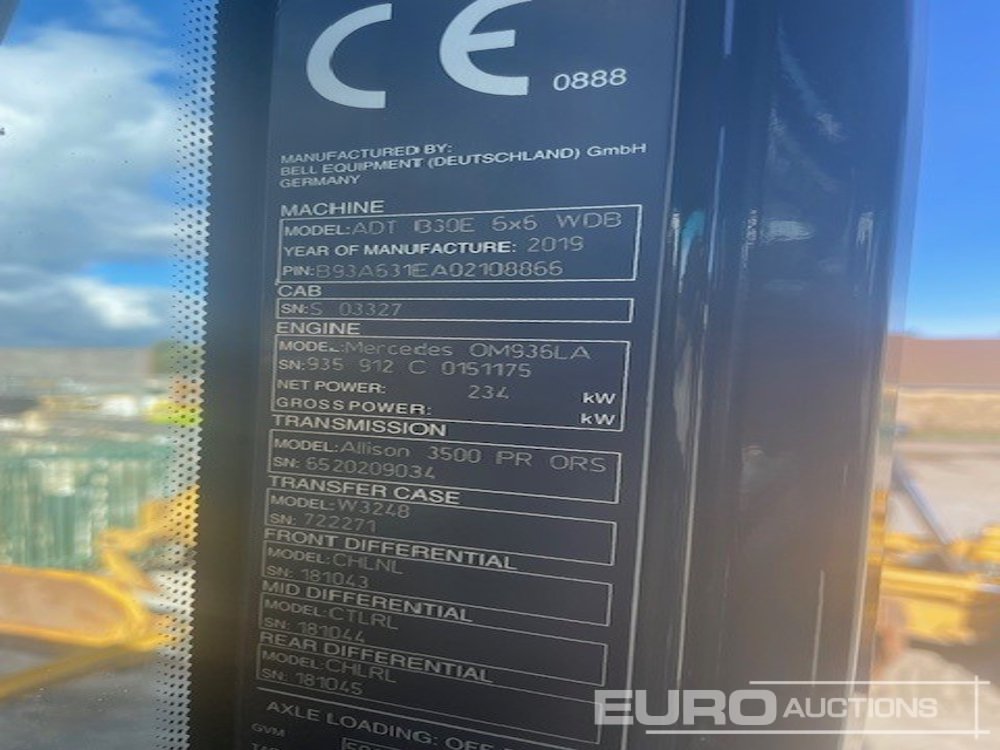 CE 0888
MANUFACTURED BY:
BELL EQUIPMENT (DEUTSCHLAND) GmbH
GERMANY
MACHINE
MODEL:ADT B30E 6x6 WDB
YEAR OF MANUFACTURE: 2019
PIN:B93A631EA02108866
CAB
SN:S 03327
ENGINE
MODEL:Mercedes OM936LA
SN:935 912 C 0151175
NET POWER: 234 kW
GROSS POWER: kW
TRANSMISSION
MODEL:Allison 3500 PR ORS
SN: 6520209034
TRANSFER CASE
MODEL:W3248
SN: 722271
FRONT DIFFERENTIAL
MODEL:CHLNL
SN: 181043
MID DIFFERENTIAL
MODEL:CTLRL
SN: 181044
REAR DIFFERENTIAL
MODEL:CHLRL
SN: 181045
AXLE LOADING:
GVM
EURO AUCTIONS